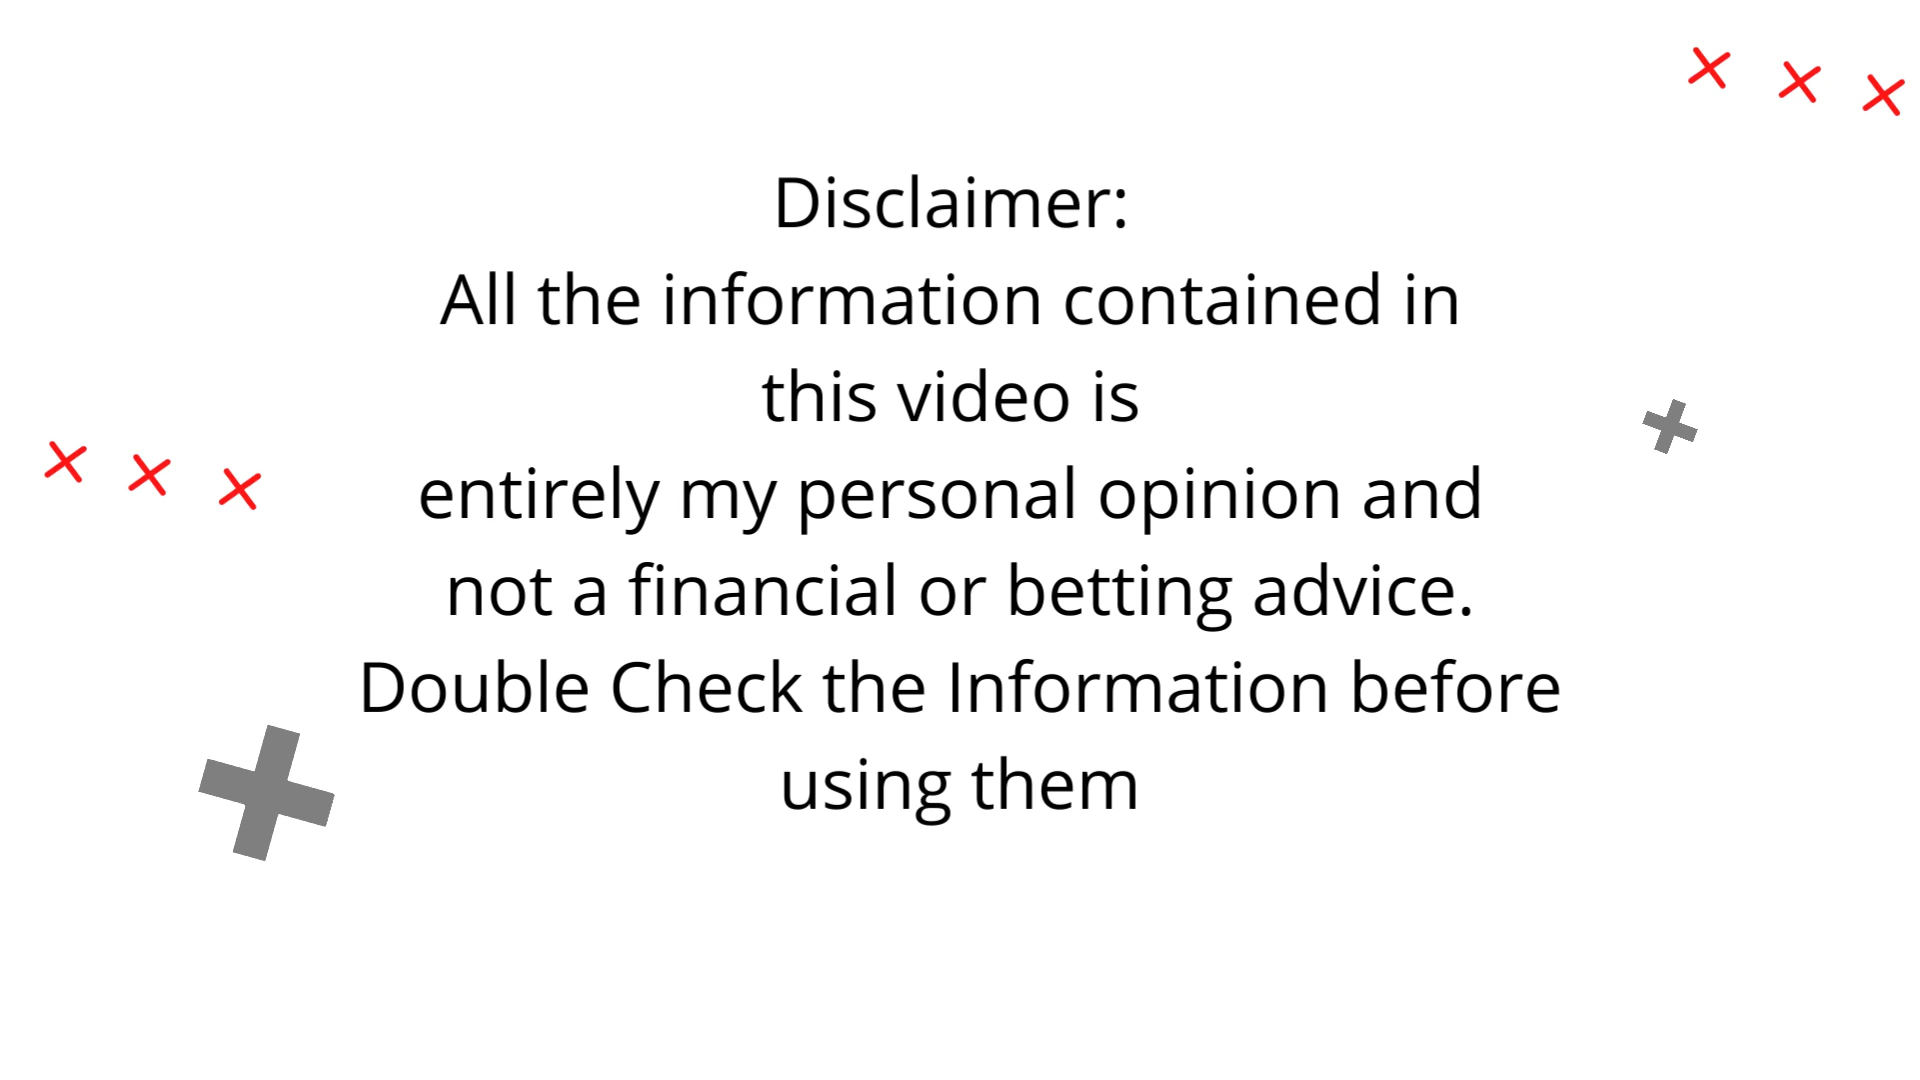 Disclaimer:
All the information contained in
this video is
entirely my personal opinion and
not a financial or betting advice.
Double Check the Information before
using them